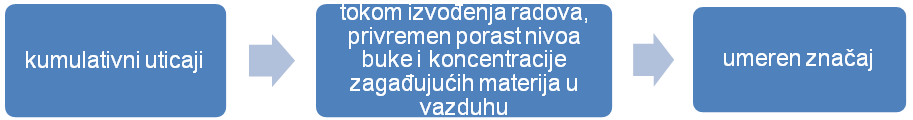 kumulativni uticaji
tokom izvođenja radova,
privremen porast nivoa
buke i koncentracije
zagađujućih materija u
vazduhu
umeren značaj